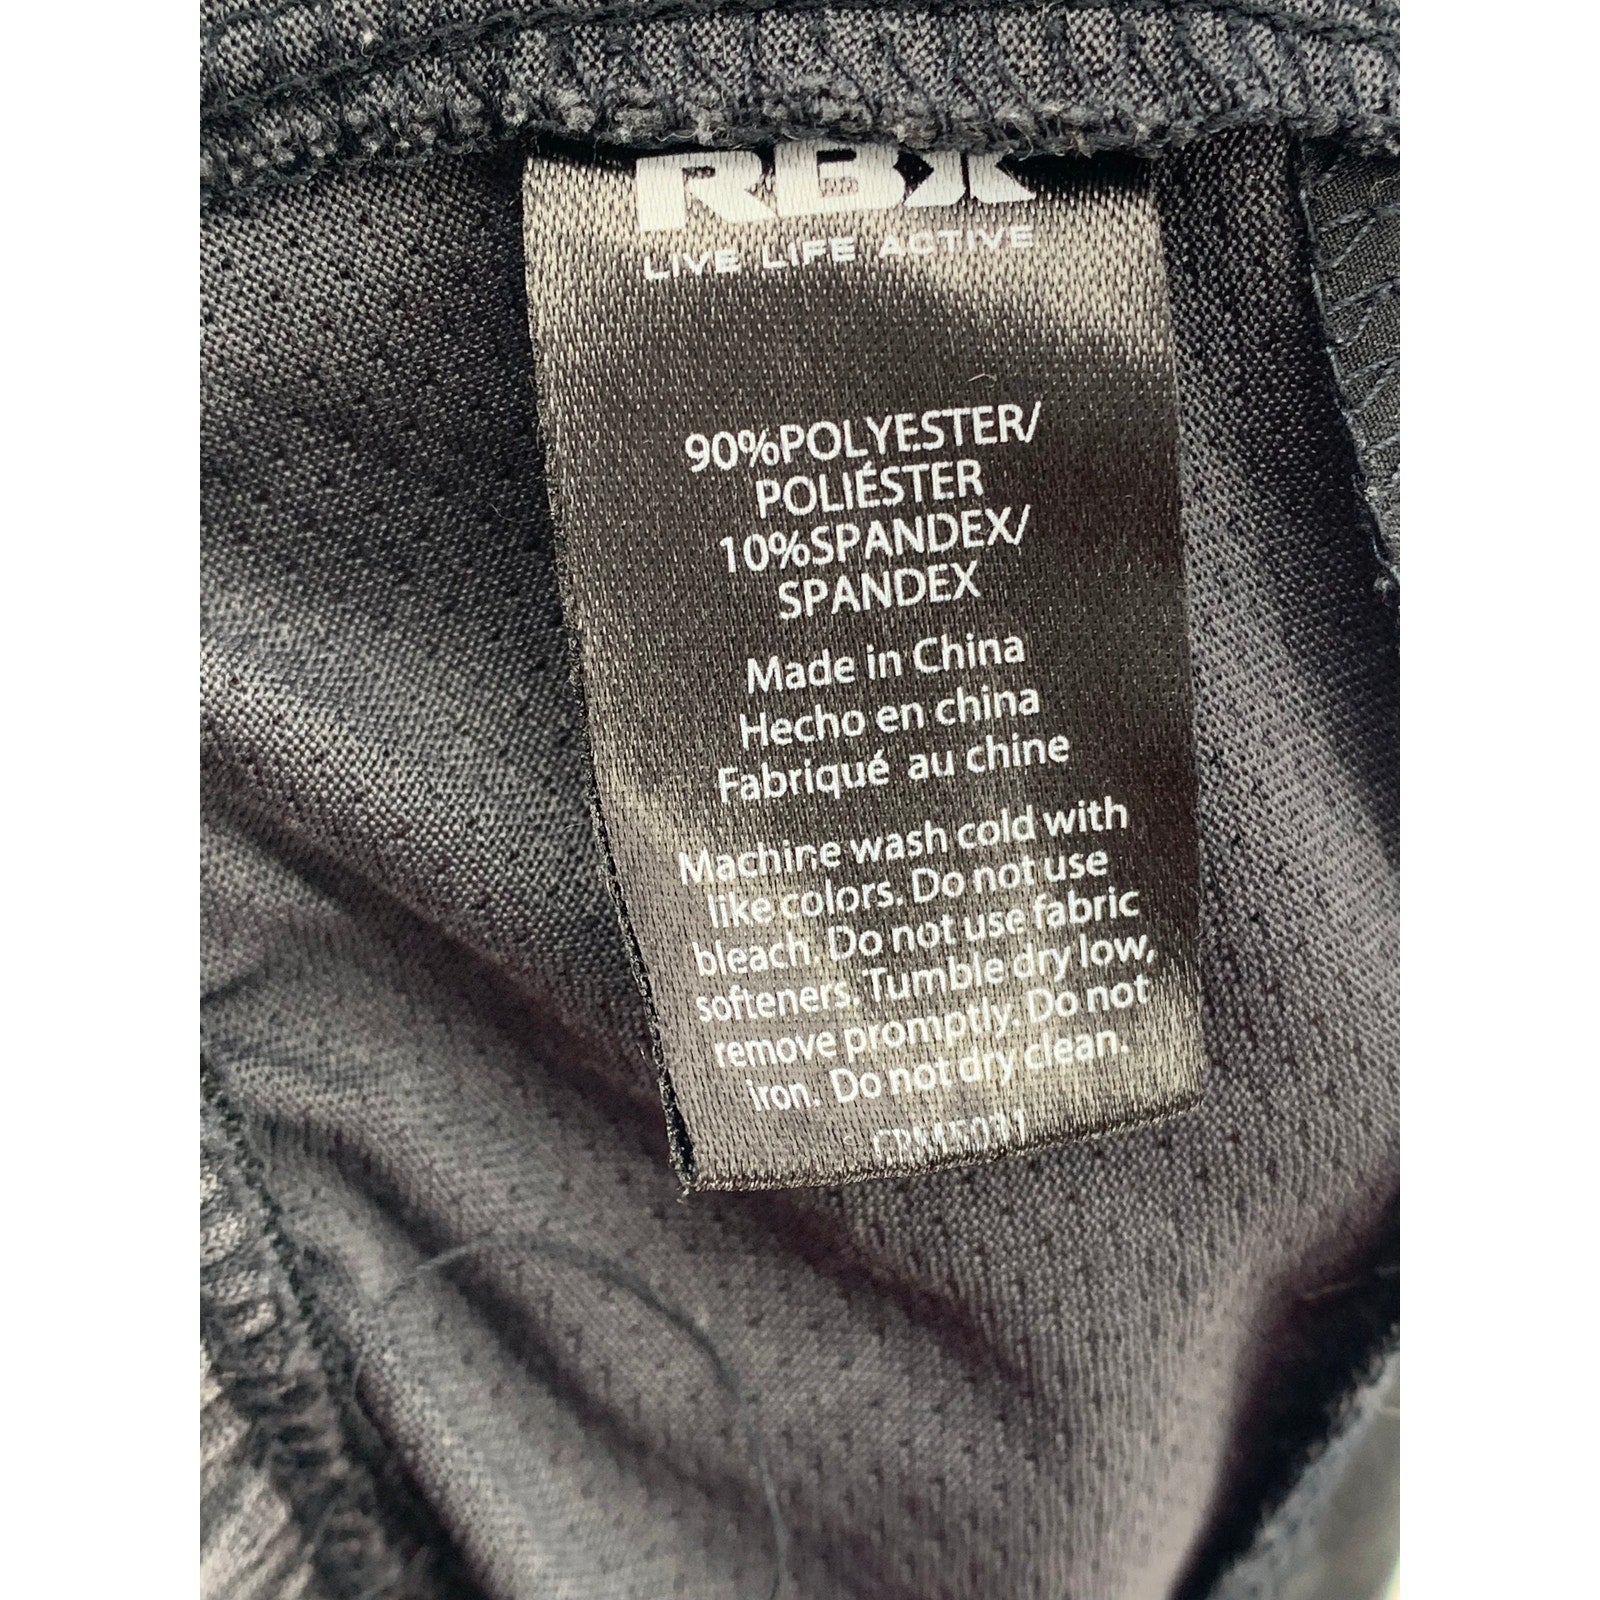 RBX
LIVE LIFE ACTIVE
90%POLYESTER/
POLIÉSTER
10%SPANDEX/
SPANDEX
Made in China
Hecho en china
Fabriqué au chine
Machine wash cold with
like colors. Do not use
bleach. Do not use fabric
softeners. Tumble dry low,
remove promptly. Do not
iron. Do not dry clean.